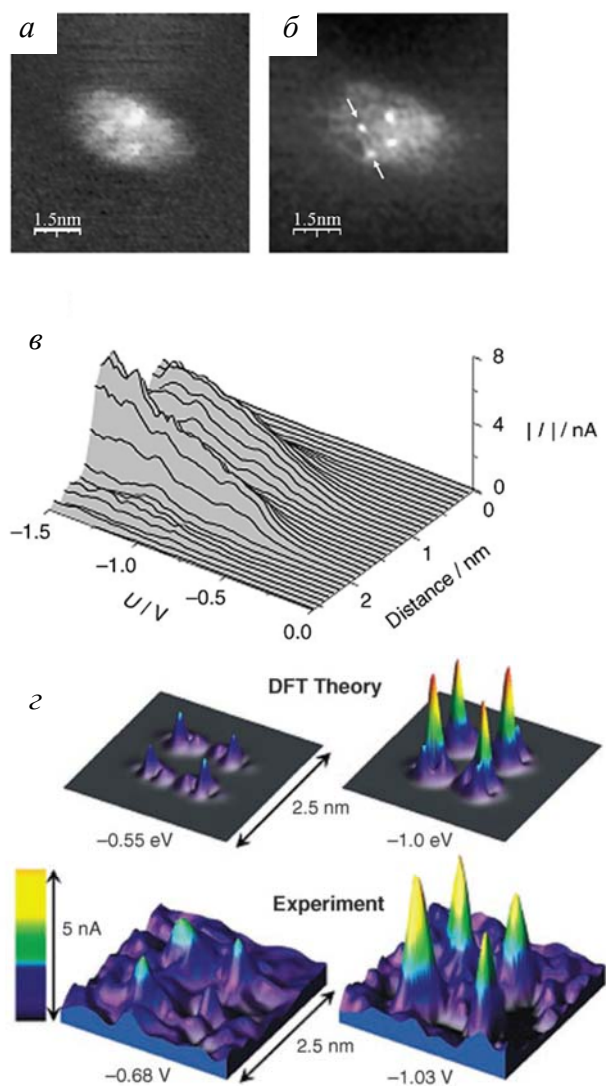 а
б
1.5nm
1.5nm
в
8
4
0
| I | / nA
0
1
2
Distance / nm
−1.5
−1.0
−0.5
0.0
U / V
г
DFT Theory
2.5 nm
−0.55 eV
−1.0 eV
Experiment
5 nA
2.5 nm
−0.68 V
−1.03 V